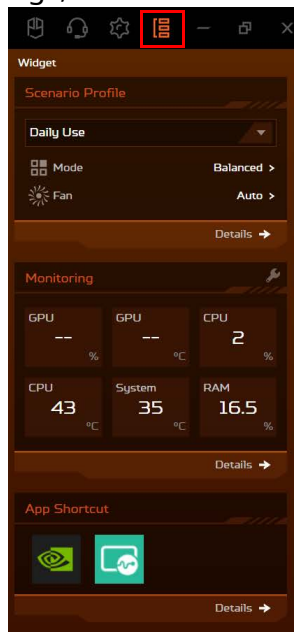 Widget
Scenario Profile
Daily Use
Mode Balanced >
Fan Auto >
Details →
Monitoring
GPU GPU CPU
-- -- 2
% °C %
CPU System RAM
43 35 16.5
°C °C %
Details →
App Shortcut
Details →